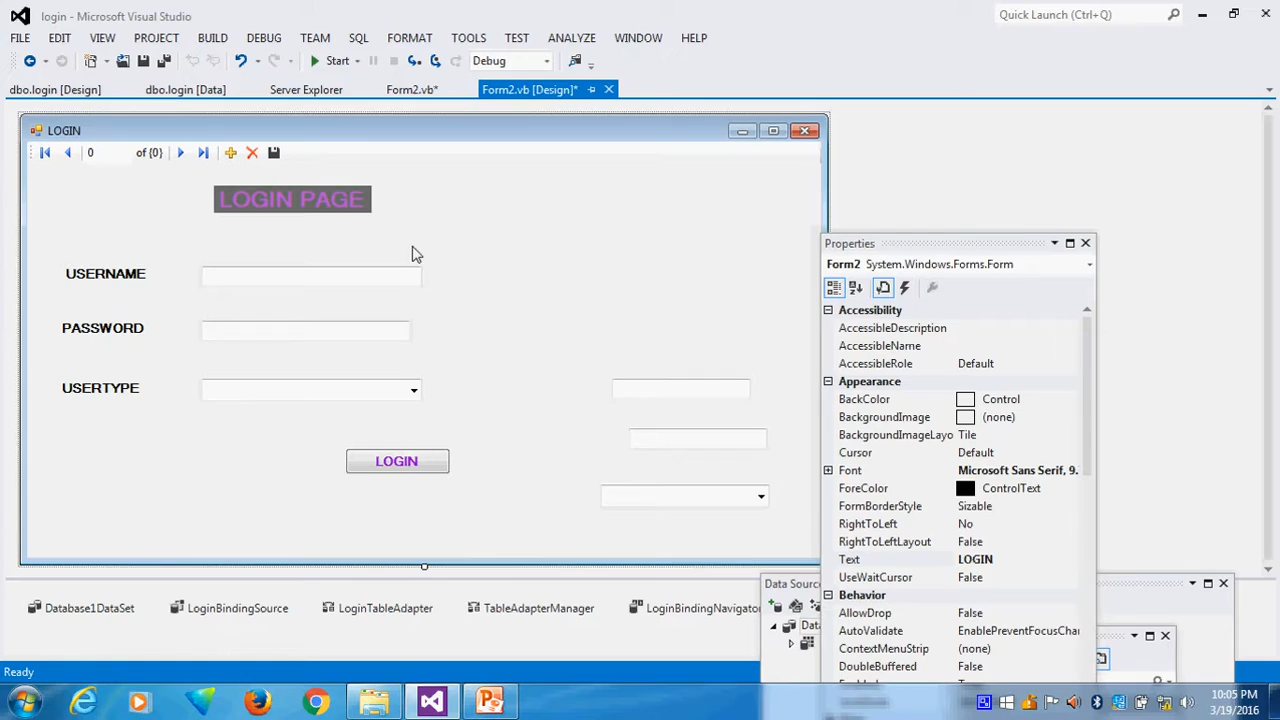 login - Microsoft Visual Studio
Quick Launch (Ctrl+Q)
FILE EDIT VIEW PROJECT BUILD DEBUG TEAM SQL FORMAT TOOLS TEST ANALYZE WINDOW HELP
Start Debug
dbo.login [Design] dbo.login [Data] Server Explorer Form2.vb* Form2.vb [Design]*
LOGIN
0 of {0}
LOGIN PAGE
USERNAME
PASSWORD
USERTYPE
LOGIN
Properties
Form2 System.Windows.Forms.Form
Accessibility
AccessibleDescription
AccessibleName
AccessibleRole Default
Appearance
BackColor Control
BackgroundImage (none)
BackgroundImageLayo Tile
Cursor Default
Font Microsoft Sans Serif, 9.
ForeColor ControlText
FormBorderStyle Sizable
RightToLeft No
RightToLeftLayout False
Text LOGIN
UseWaitCursor False
Behavior
AllowDrop False
AutoValidate EnablePreventFocusCha
ContextMenuStrip (none)
DoubleBuffered False
Data Source
Data
Database1DataSet LoginBindingSource LoginTableAdapter TableAdapterManager LoginBindingNavigator
Ready
10:05 PM
3/19/2016